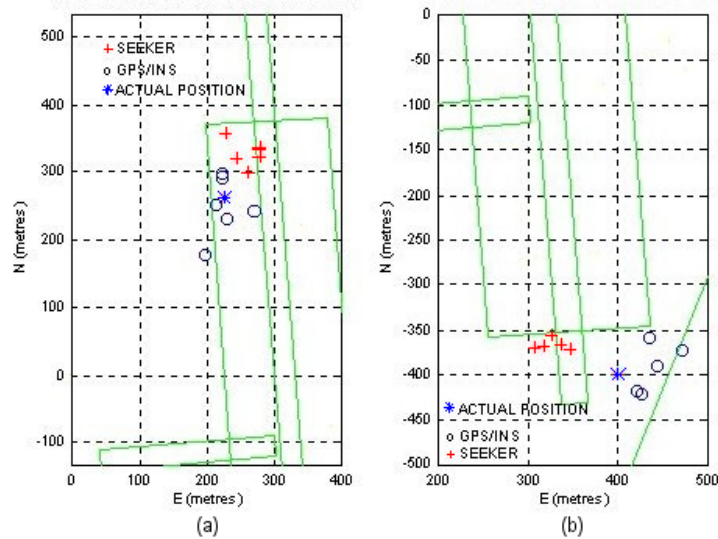 500
400
300
200
100
0
-100
N (metres)
+ SEEKER
o GPS/INS
* ACTUAL POSITION
0 100 200 300 400
E (metres)
(a)
0
-50
-100
-150
-200
-250
-300
-350
-400
-450
-500
N (metres)
* ACTUAL POSITION
o GPS/INS
+ SEEKER
200 300 400 500
E (metres)
(b)